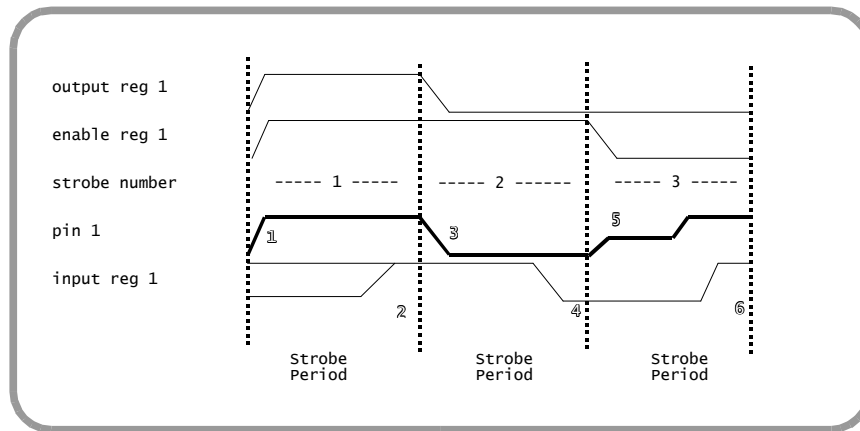 output reg 1
enable reg 1
strobe number ----- 1 ----- ----- 2 ----- ----- 3 -----
5
pin 1 1 3
input reg 1
2 4 6
Strobe Period Strobe Period Strobe Period